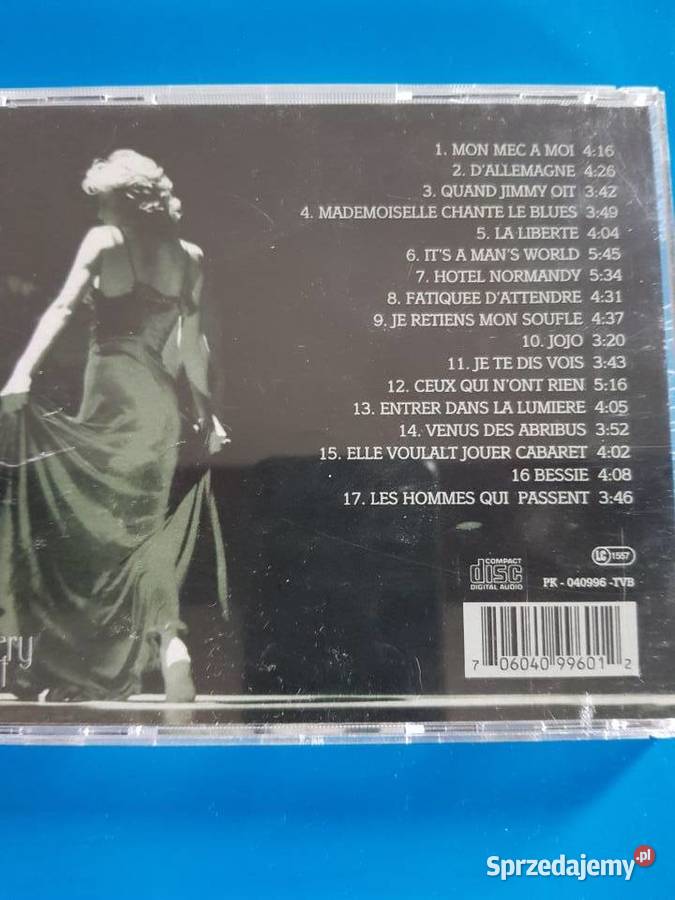 1. MON MEC A MOI 4:16
2. D'ALLEMAGNE 4:26
3. QUAND JIMMY OIT 3:42
4. MADEMOISELLE CHANTE LE BLUES 3:49
5. LA LIBERTE 4:04
6. IT'S A MAN'S WORLD 5:45
7. HOTEL NORMANDY 5:34
8. FATIQUEE D'ATTENDRE 4:31
9. JE RETIENS MON SOUFLE 4:37
10. JOJO 3:20
11. JE TE DIS VOIS 3:43
12. CEUX QUI N'ONT RIEN 5:16
13. ENTRER DANS LA LUMIERE 4:05
14. VENUS DES ABRIBUS 3:52
15. ELLE VOULALT JOUER CABARET 4:02
16 BESSIE 4:08
17. LES HOMMES QUI PASSENT 3:46
COMPACT
disc
DIGITAL AUDIO
LC 1557
PK - 040996 -TVB
7 06040 99601 2
Sprzedajemy.pl